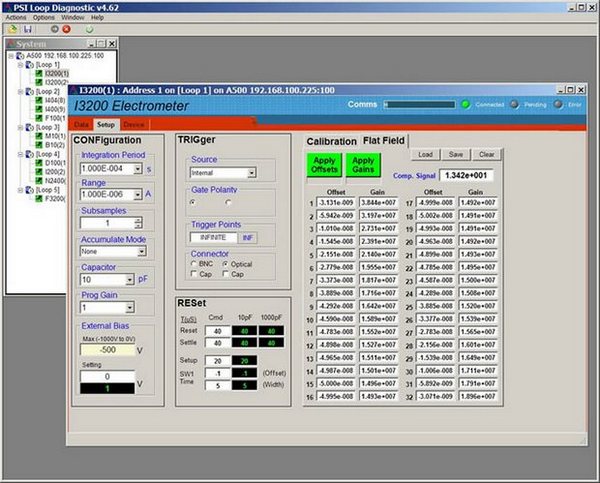 PSI Loop Diagnostic v4.62
Actions Options Window Help
System
A500 192.168.100.225:100
[Loop 1]
I3200(1)
I3200(2)
[Loop 2]
I404(8)
I400(9)
F100(1
[Loop 3]
M10(1)
B10(2)
[Loop 4]
D100(1
I200(2)
N2400(
[Loop 5]
F3200(
I3200(1) : Address 1 on [Loop 1] on A500 192.168.100.225:100
I3200 Electrometer
Comms Connected Pending Error
Data Setup Device
CONFiguration
Integration Period
1.000E-004 s
Range
1.000E-006 A
Subsamples
1
Accumulate Mode
None
Capacitor
10 pF
Prog Gain
1
External Bias
Max (-1000V to 0V)
-500 V
Setting
0
1 V
TRIGger
Source
Internal
Gate Polarity
Trigger Points
INFINITE INF
Connector
BNC Optical
Cap Cap
RESet
T(uS) Cmd 10pF 1000pF
Reset 40 40 40
Settle 40 40 40
Setup 20 20
SW1 -1 -1 (Offset)
Time 5 5 (Width)
Calibration Flat Field
Apply Offsets Apply Gains
Load Save Clear
Comp. Signal 1.342e+001
Offset Gain Offset Gain
1 -3.131e-009 3.844e+007 17 -4.999e-008 1.492e+007
2 -5.942e-009 3.197e+007 18 -5.002e-008 1.491e+007
3 -1.010e-008 2.731e+007 19 -4.993e-008 1.491e+007
4 -1.545e-008 2.391e+007 20 -4.963e-008 1.492e+007
5 -2.151e-008 2.140e+007 21 -4.899e-008 1.493e+007
6 -2.779e-008 1.955e+007 22 -4.785e-008 1.495e+007
7 -3.373e-008 1.817e+007 23 -4.587e-008 1.500e+007
8 -3.889e-008 1.716e+007 24 -4.289e-008 1.508e+007
9 -4.292e-008 1.642e+007 25 -3.885e-008 1.520e+007
10 -4.590e-008 1.589e+007 26 -3.377e-008 1.539e+007
11 -4.783e-008 1.552e+007 27 -2.783e-008 1.565e+007
12 -4.898e-008 1.527e+007 28 -2.156e-008 1.601e+007
13 -4.965e-008 1.511e+007 29 -1.539e-008 1.649e+007
14 -4.987e-008 1.501e+007 30 -1.006e-008 1.711e+007
15 -5.000e-008 1.496e+007 31 -5.892e-009 1.791e+007
16 -4.995e-008 1.493e+007 32 -3.071e-009 1.896e+007